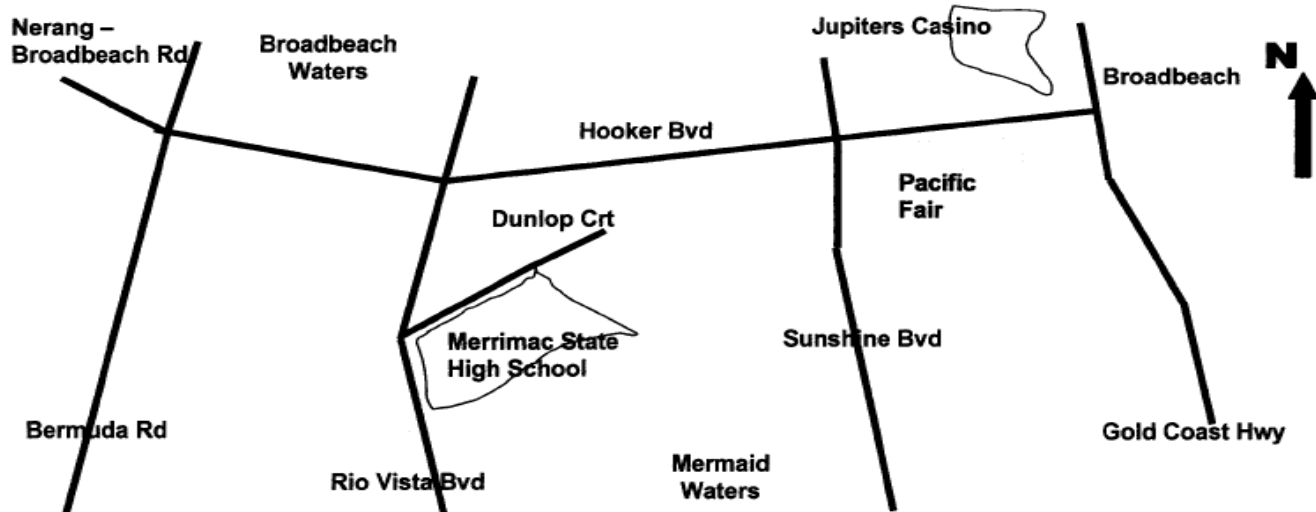 Nerang –
Broadbeach Rd
Broadbeach
Waters
Jupiters Casino
N
Broadbeach
Hooker Bvd
Pacific
Fair
Dunlop Crt
Merrimac State
High School
Sunshine Bvd
Bermuda Rd
Gold Coast Hwy
Rio Vista Bvd
Mermaid
Waters